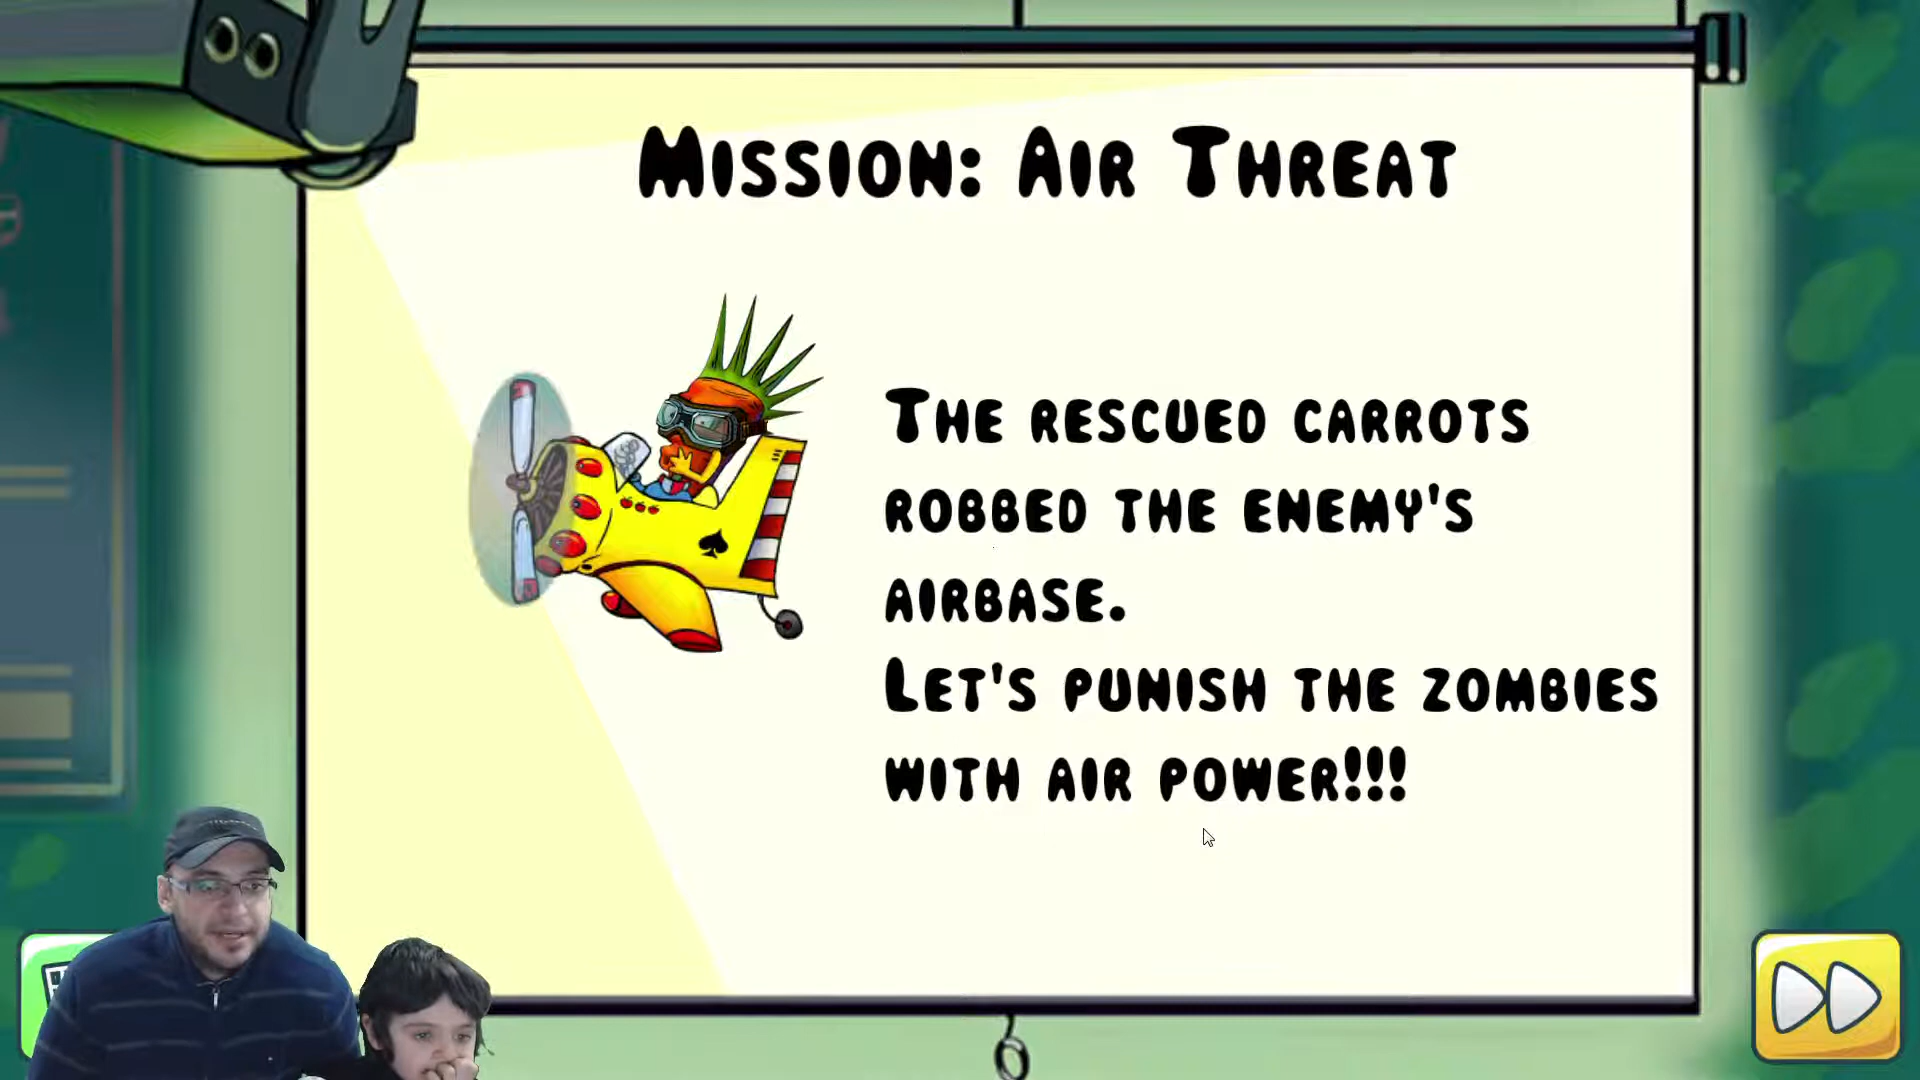 Mission: Air Threat
The rescued carrots
robbed the enemy's
airbase.
Let's punish the zombies
with air power!!!